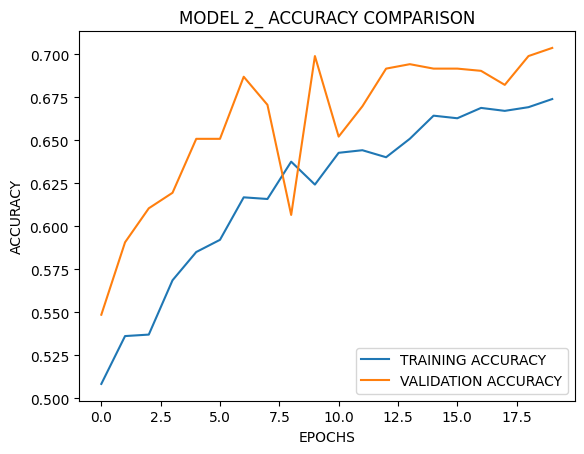 MODEL 2_ ACCURACY COMPARISON
0.700
0.675
0.650
0.625
0.600
0.575
0.550
0.525
0.500
ACCURACY
TRAINING ACCURACY
VALIDATION ACCURACY
0.0 2.5 5.0 7.5 10.0 12.5 15.0 17.5
EPOCHS